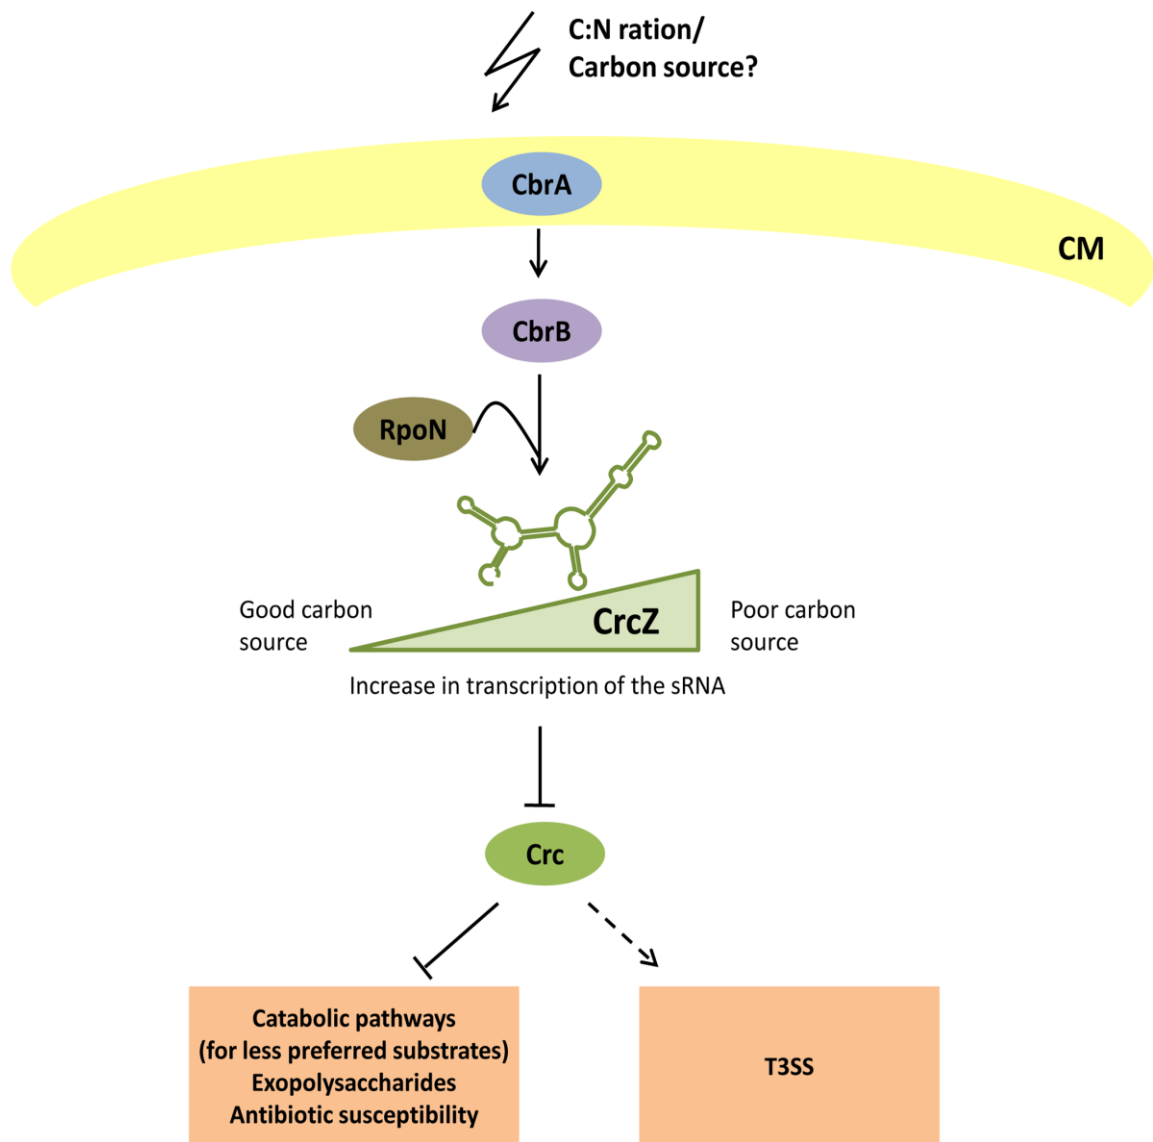 C:N ration/
Carbon source?
CbrA
CM
CbrB
RpoN
Good carbon
source
CrcZ
Poor carbon
source
Increase in transcription of the sRNA
Crc
Catabolic pathways
(for less preferred substrates)
Exopolysaccharides
Antibiotic susceptibility
T3SS